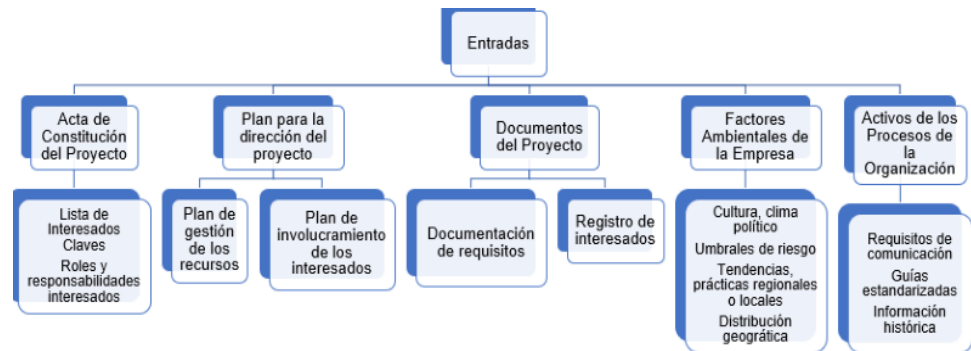 Entradas
Acta de
Constitución
del Proyecto
Plan para la
dirección del
proyecto
Documentos
del Proyecto
Factores
Ambientales de
la Empresa
Activos de los
Procesos de
la
Organización
Lista de
Interesados
Claves
Roles y
responsabilidades
interesados
Plan de
gestión de los
recursos
Plan de
involucramiento
de los
interesados
Documentación
de requisitos
Registro de
interesados
Cultura, clima
político
Umbrales de riesgo
Tendencias,
prácticas regionales
o locales
Distribución
geogrática
Requisitos de
comunicación
Guías
estandarizadas
Información
histórica